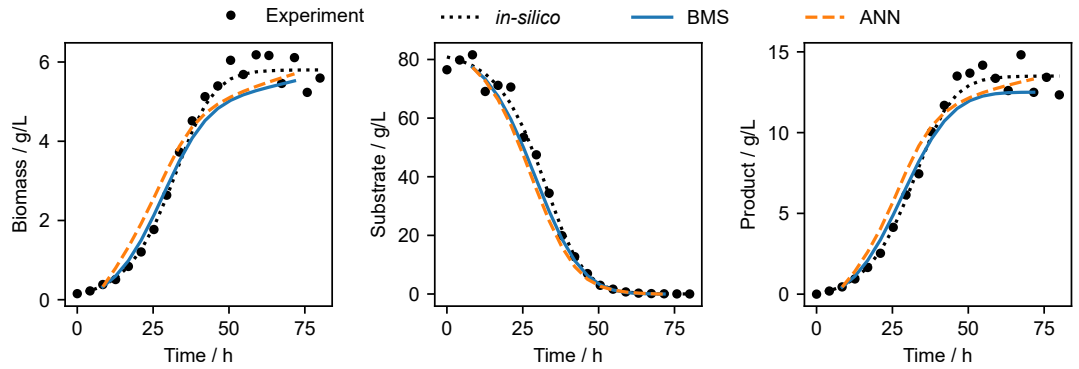 Experiment in-silico BMS ANN
Biomass / g/L
6
4
2
0
0 25 50 75
Time / h
Substrate / g/L
80
60
40
20
0
0 25 50 75
Time / h
Product / g/L
15
10
5
0
0 25 50 75
Time / h